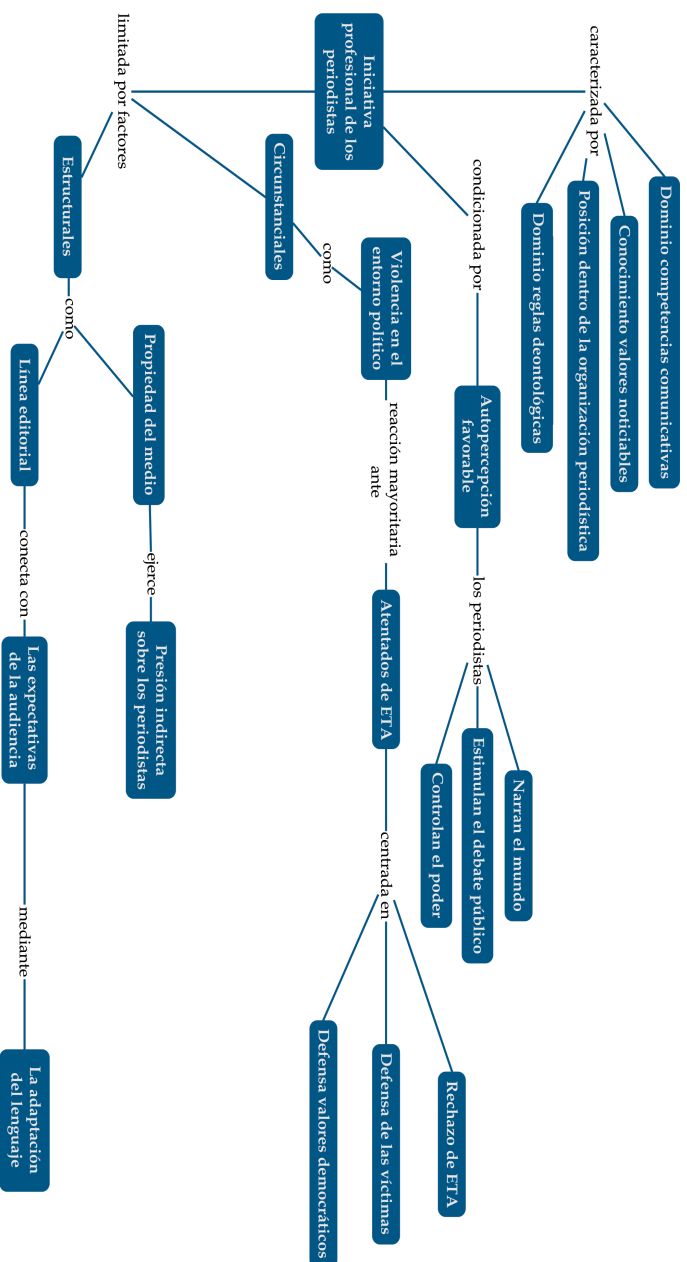 Iniciativa
profesional de los
periodistas
caracterizada por
Dominio competencias comunicativas
Conocimiento valores noticiables
Posición dentro de la organización periodística
Dominio reglas deontológicas
condicionada por
Autopercepción
favorable
los periodistas
Narran el mundo
Estimulan el debate público
Controlan el poder
limitada por factores
Circunstanciales
como
Violencia en el
entorno político
reacción mayoritaria
ante
Atentados de ETA
centrada en
Rechazo de ETA
Defensa de las víctimas
Defensa valores democráticos
Estructurales
como
Propiedad del medio
ejerce
Presión indirecta
sobre los periodistas
Línea editorial
conecta con
Las expectativas
de la audiencia
mediante
La adaptación
del lenguaje